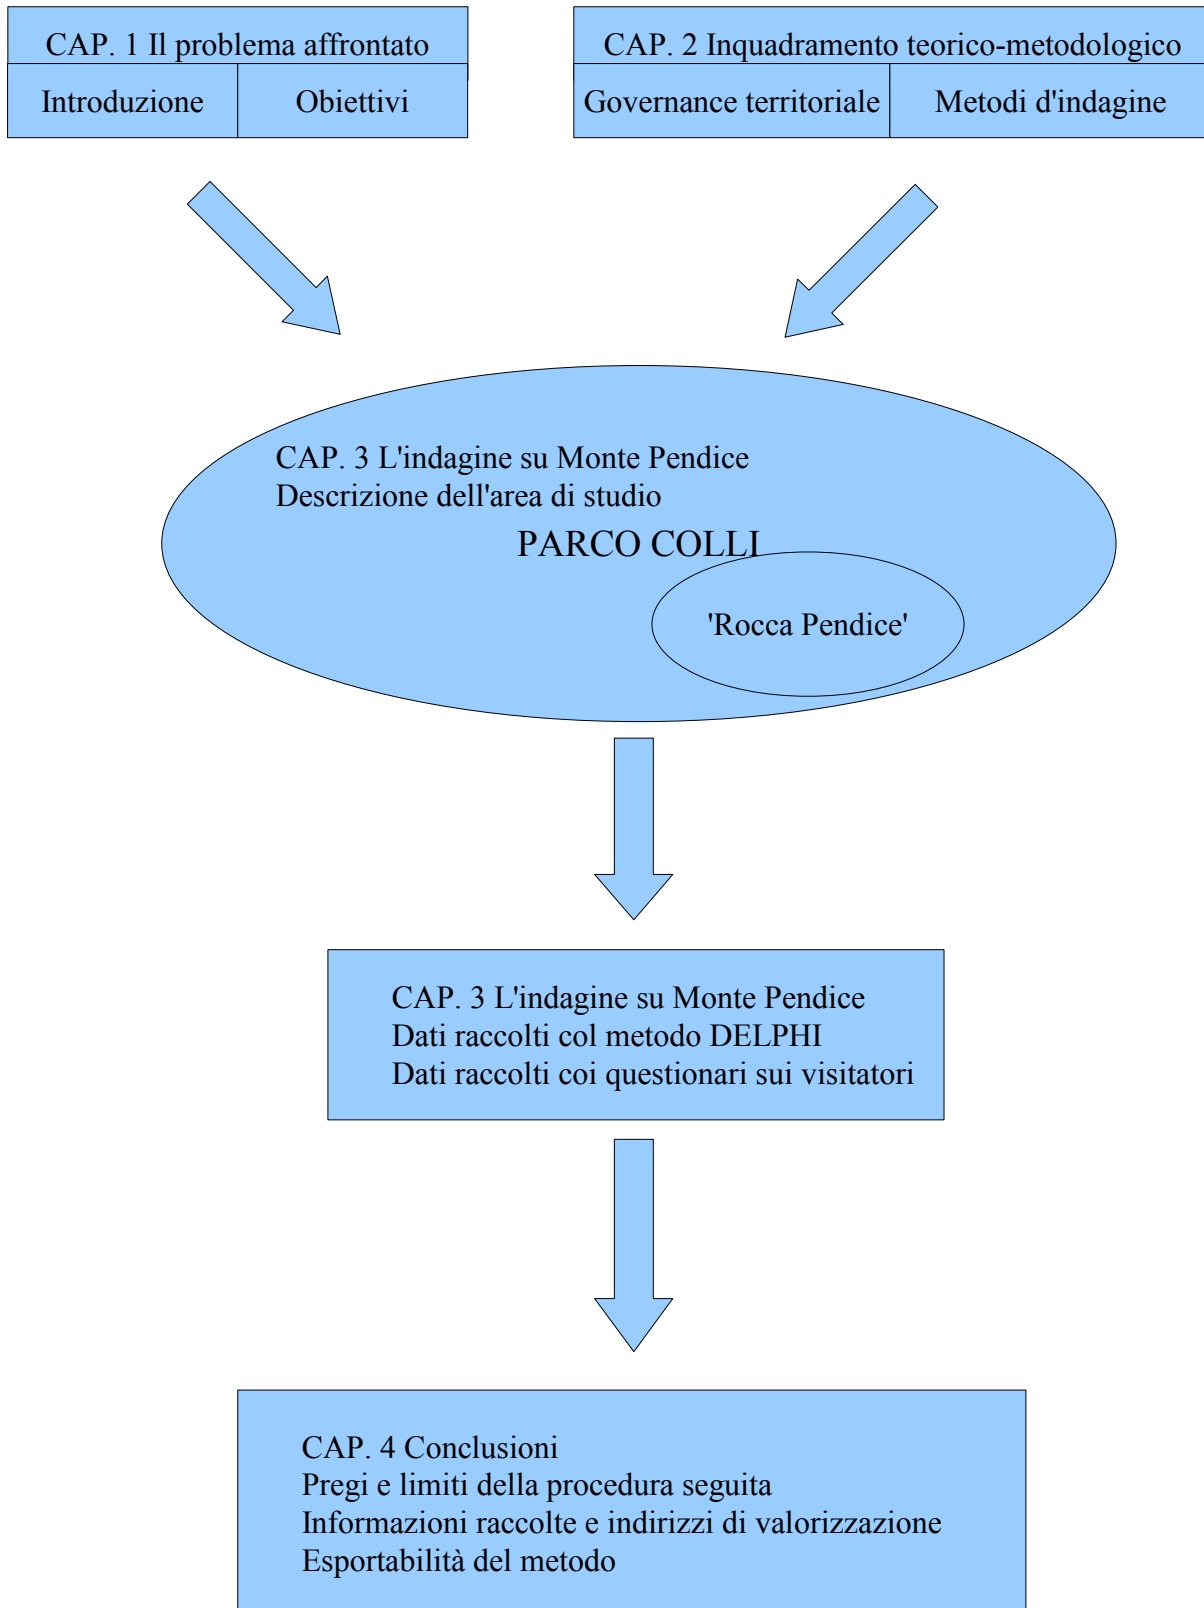 CAP. 1 Il problema affrontato
Introduzione
Obiettivi
CAP. 2 Inquadramento teorico-metodologico
Governance territoriale
Metodi d'indagine
CAP. 3 L'indagine su Monte Pendice
Descrizione dell'area di studio
PARCO COLLI
'Rocca Pendice'
CAP. 3 L'indagine su Monte Pendice
Dati raccolti col metodo DELPHI
Dati raccolti coi questionari sui visitatori
CAP. 4 Conclusioni
Pregi e limiti della procedura seguita
Informazioni raccolte e indirizzi di valorizzazione
Esportabilità del metodo